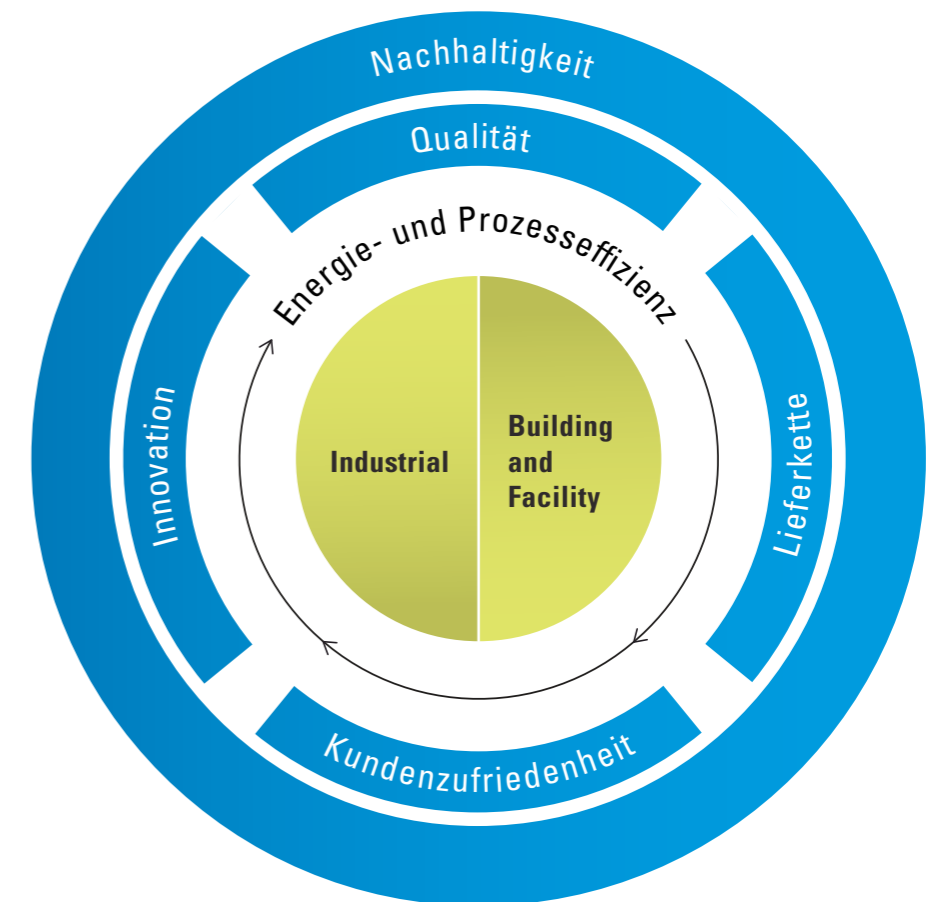 Nachhaltigkeit
Qualität
Energie- und Prozesseffizienz
Innovation
Industrial
Building
and
Facility
Lieferkette
Kundenzufriedenheit